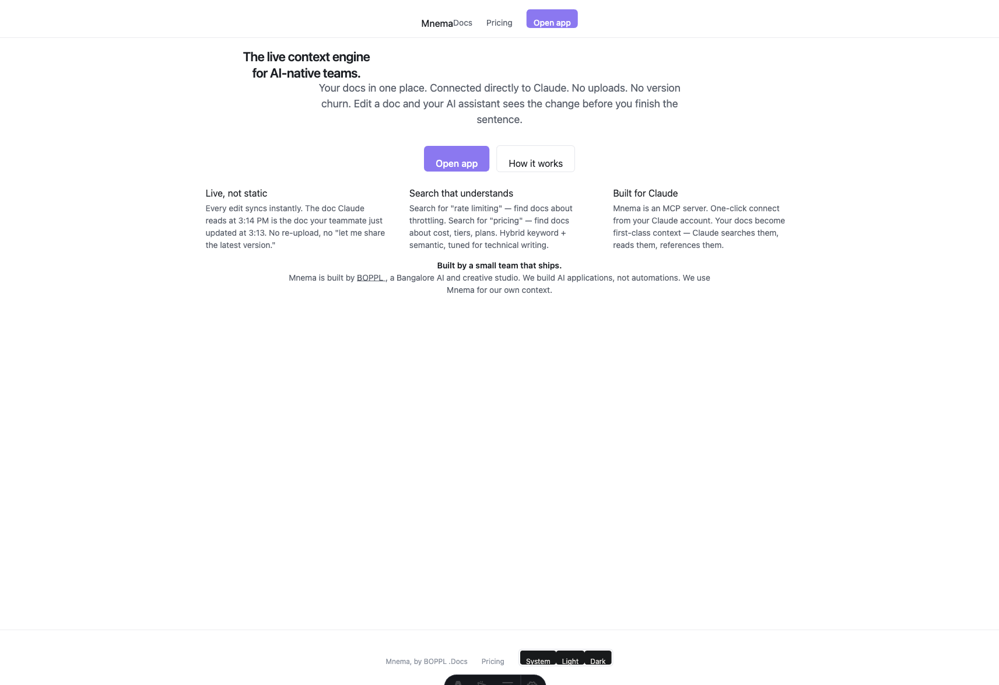 Mnema Docs Pricing Open app
The live context engine
for AI-native teams.
Your docs in one place. Connected directly to Claude. No uploads. No version
churn. Edit a doc and your AI assistant sees the change before you finish the
sentence.
Open app How it works
Live, not static
Every edit syncs instantly. The doc Claude
reads at 3:14 PM is the doc your teammate just
updated at 3:13. No re-upload, no "let me share
the latest version."
Search that understands
Search for "rate limiting" — find docs about
throttling. Search for "pricing" — find docs
about cost, tiers, plans. Hybrid keyword +
semantic, tuned for technical writing.
Built for Claude
Mnema is an MCP server. One-click connect
from your Claude account. Your docs become
first-class context — Claude searches them,
reads them, references them.
Built by a small team that ships.
Mnema is built by BOPPL , a Bangalore AI and creative studio. We build AI applications, not automations. We use
Mnema for our own context.
Mnema, by BOPPL . Docs Pricing System Light Dark